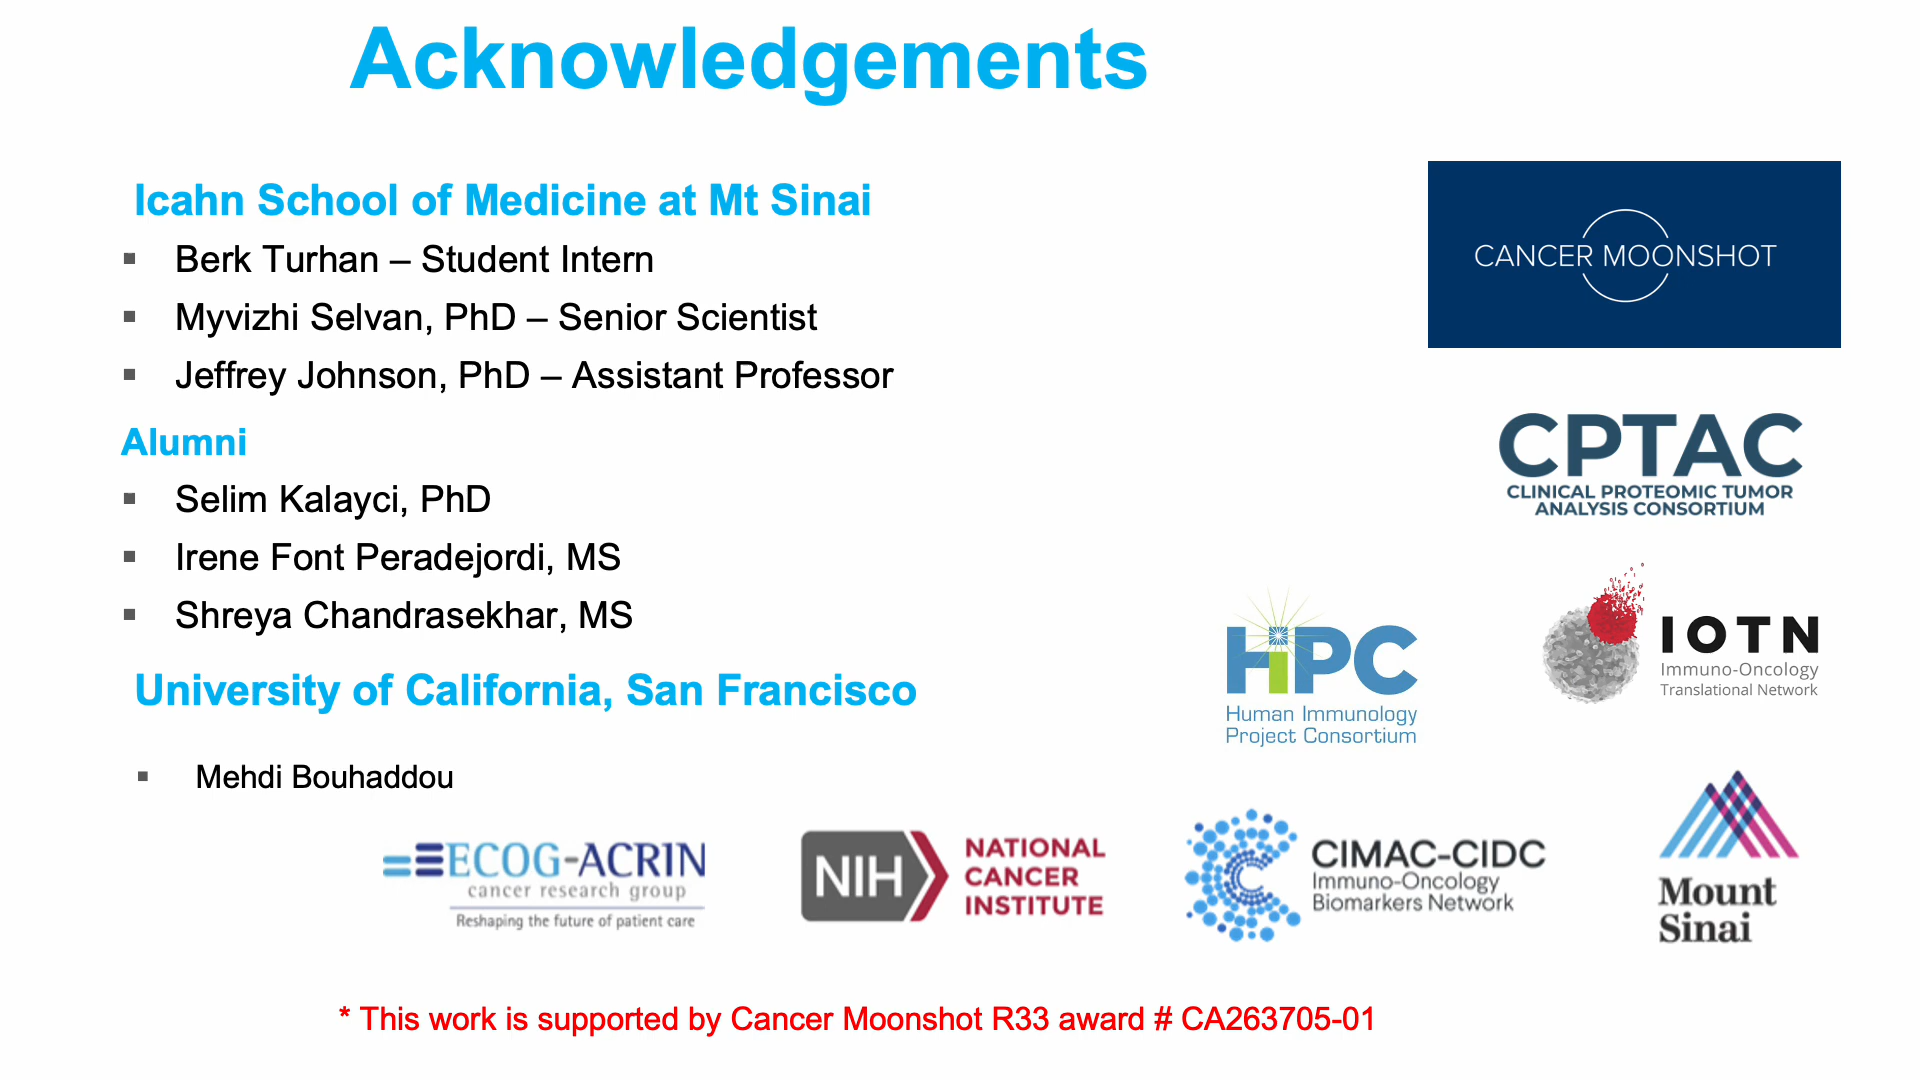 Acknowledgements
Icahn School of Medicine at Mt Sinai
▪ Berk Turhan – Student Intern
▪ Myvizhi Selvan, PhD – Senior Scientist
▪ Jeffrey Johnson, PhD – Assistant Professor
Alumni
▪ Selim Kalayci, PhD
▪ Irene Font Peradejordi, MS
▪ Shreya Chandrasekhar, MS
University of California, San Francisco
▪ Mehdi Bouhaddou
CANCER MOONSHOT
CPTAC
CLINICAL PROTEOMIC TUMOR
ANALYSIS CONSORTIUM
HiPC
Human Immunology
Project Consortium
IOTN
Immuno-Oncology
Translational Network
ECOG-ACRIN
cancer research group
Reshaping the future of patient care
NIH
NATIONAL
CANCER
INSTITUTE
CIMAC-CIDC
Immuno-Oncology
Biomarkers Network
Mount
Sinai
* This work is supported by Cancer Moonshot R33 award # CA263705-01